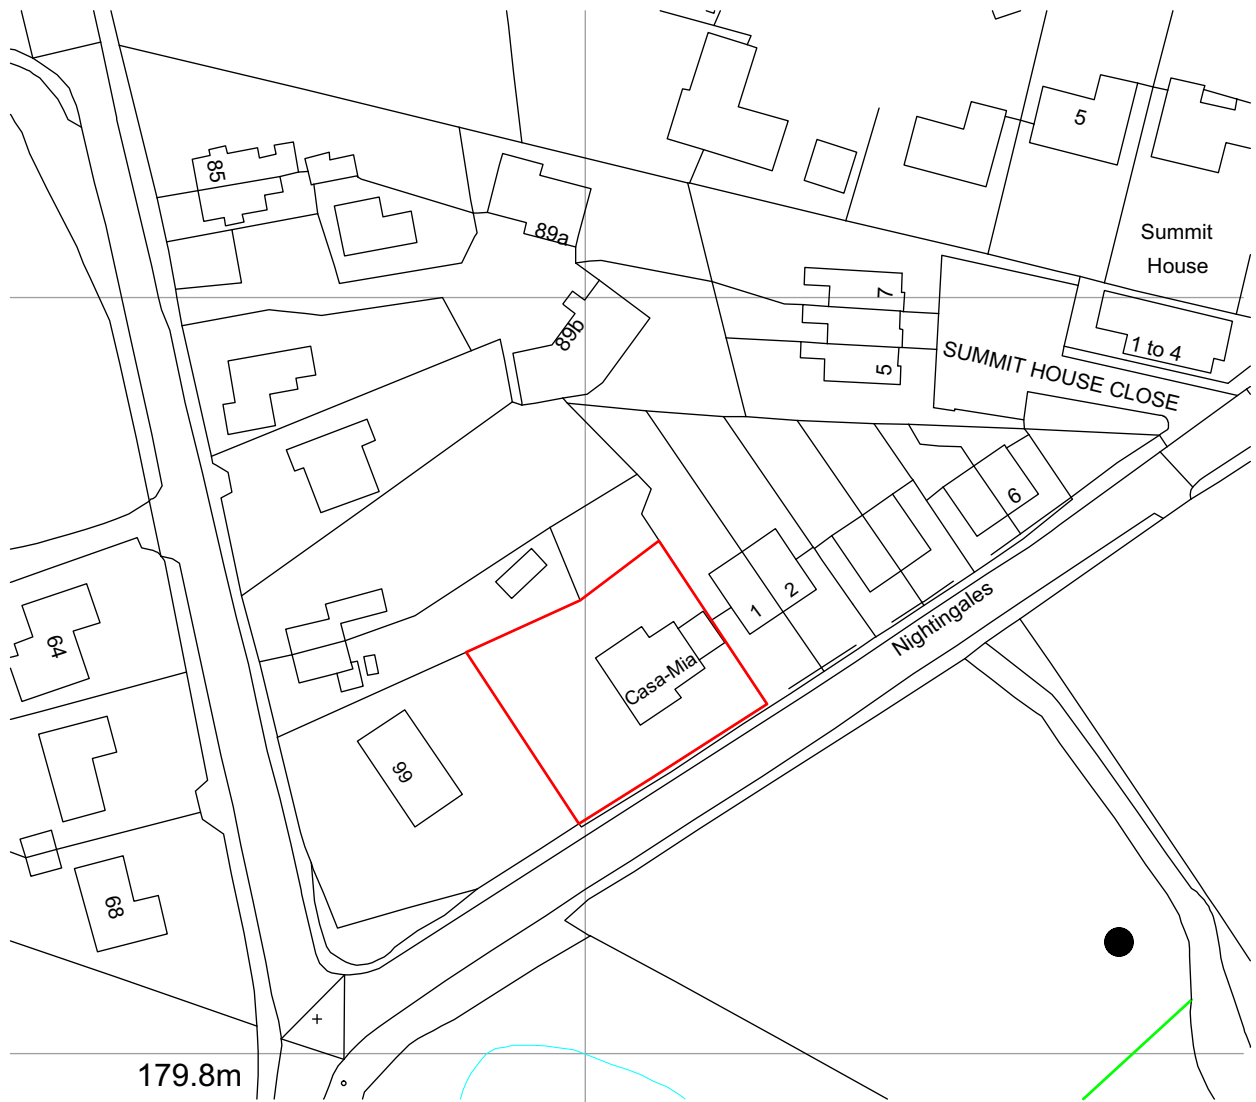 5
85
Summit
House
89a
7
89b
1 to 4
SUMMIT HOUSE CLOSE
5
6
1
2
Nightingales
64
Casa-Mia
99
68
179.8m